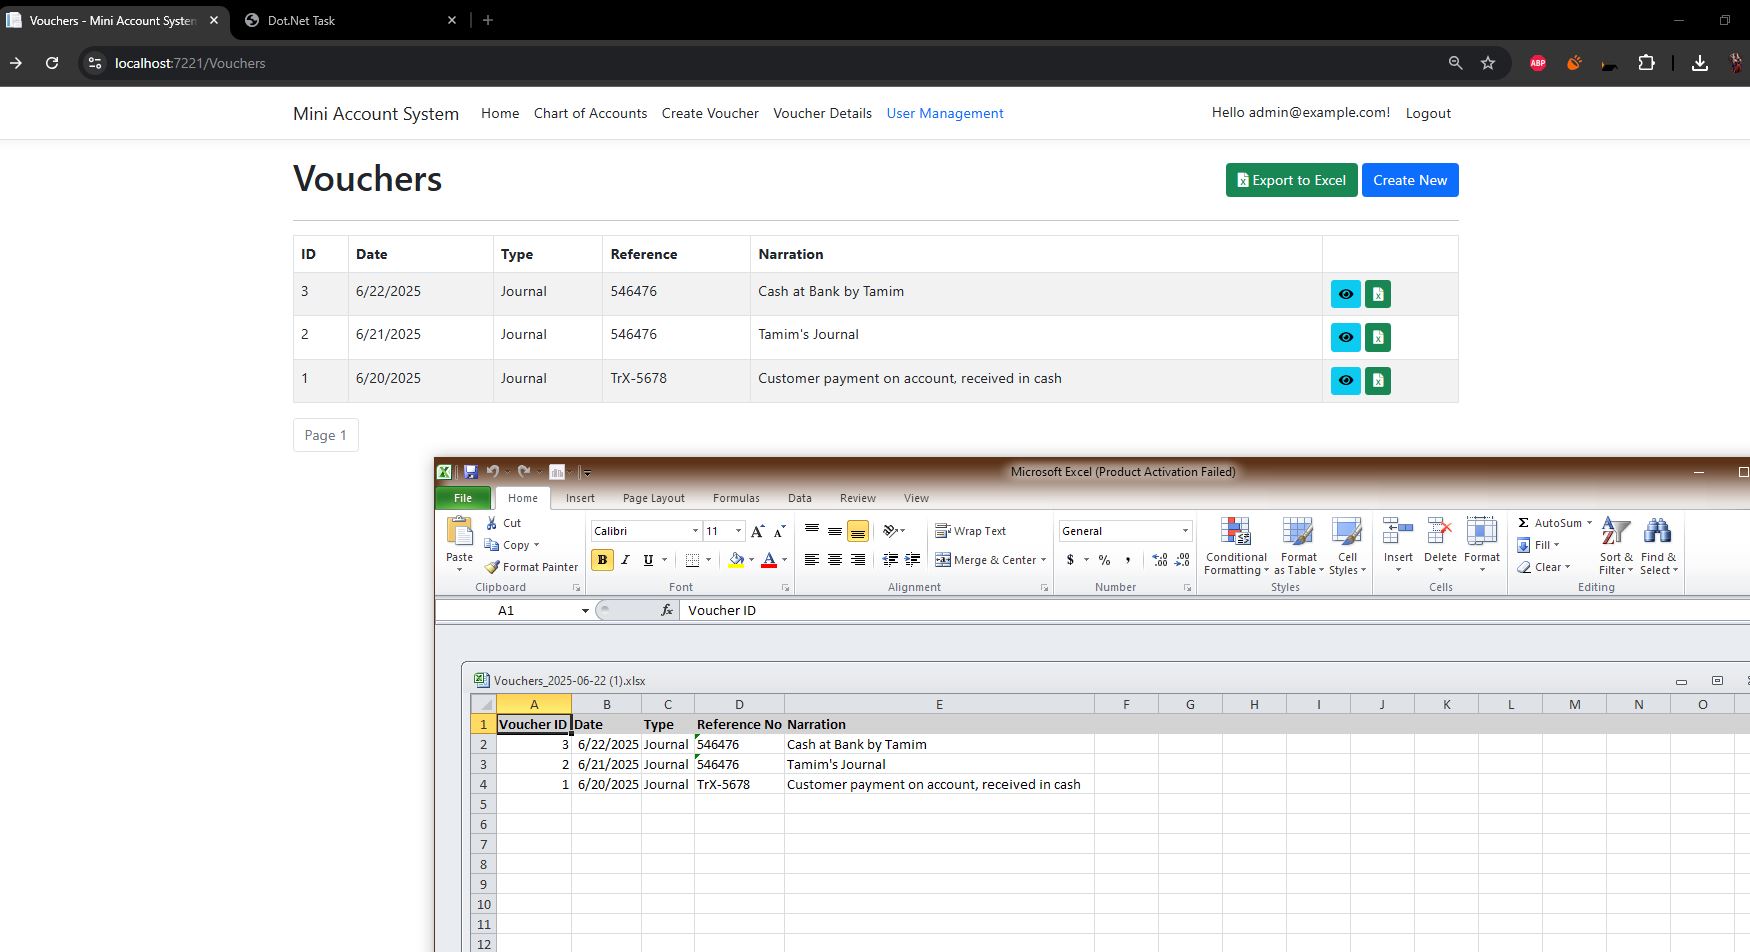 Vouchers - Mini Account System
Dot.Net Task
localhost:7221/Vouchers
ABP
Mini Account System Home Chart of Accounts Create Voucher Voucher Details User Management Hello admin@example.com! Logout
Vouchers
Export to Excel Create New
ID Date Type Reference Narration
3 6/22/2025 Journal 546476 Cash at Bank by Tamim
2 6/21/2025 Journal 546476 Tamim's Journal
1 6/20/2025 Journal TrX-5678 Customer payment on account, received in cash
Page 1
Microsoft Excel (Product Activation Failed)
File Home Insert Page Layout Formulas Data Review View
Paste
Cut
Copy
Format Painter
Clipboard
Calibri 11
B I U
Font
Wrap Text
Merge & Center
Alignment
General
$ % ,
Number
Conditional Formatting
Format as Table
Cell Styles
Styles
Insert Delete Format
Cells
Σ AutoSum
Fill
Clear
Sort & Filter
Find & Select
Editing
A1 fx Voucher ID
Vouchers_2025-06-22 (1).xlsx
A B C D E F G H I J K L M N O
1 Voucher ID Date Type Reference No Narration
2 3 6/22/2025 Journal 546476 Cash at Bank by Tamim
3 2 6/21/2025 Journal 546476 Tamim's Journal
4 1 6/20/2025 Journal TrX-5678 Customer payment on account, received in cash
5
6
7
8
9
10
11
12